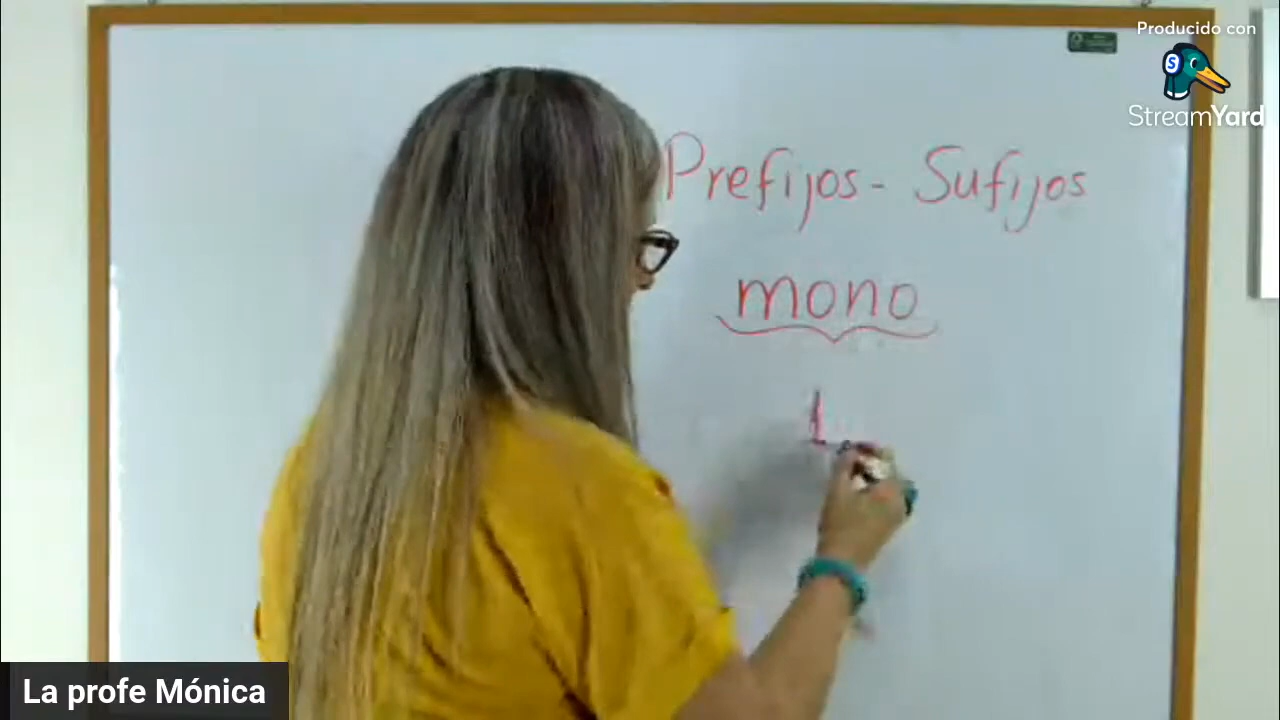 Producido con
StreamYard
Prefijos - Sufijos
mono
La profe Mónica